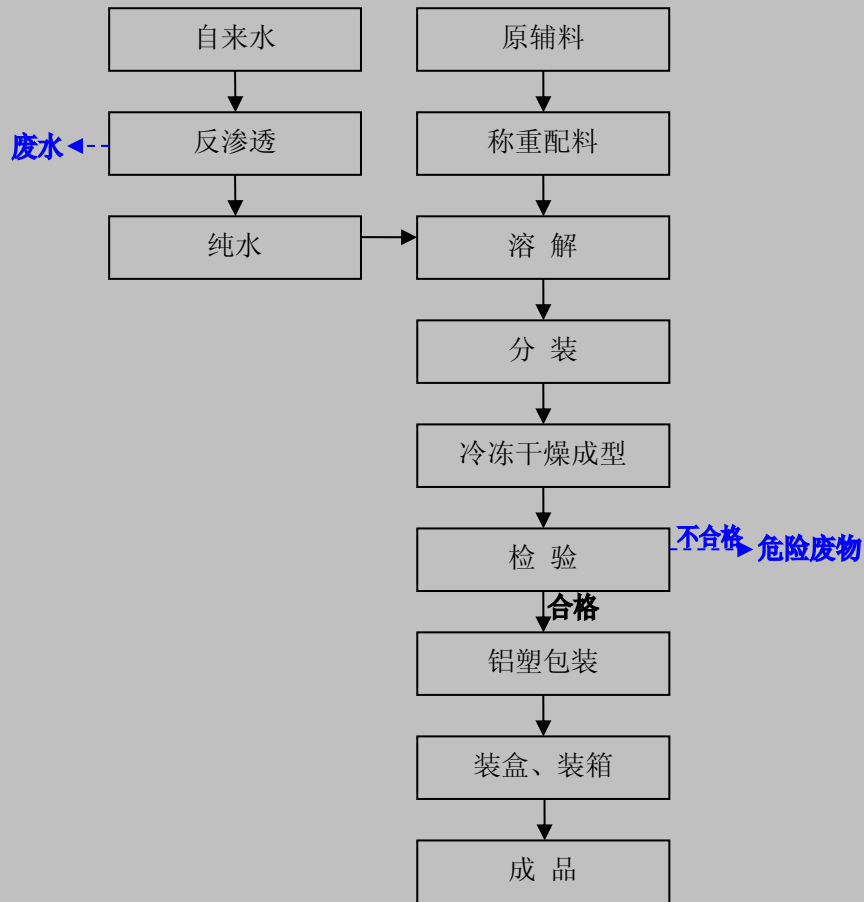 自来水
原辅料
废水
反渗透
称重配料
纯水
溶 解
分 装
冷冻干燥成型
检 验
不合格
危险废物
合格
铝塑包装
装盒、装箱
成 品